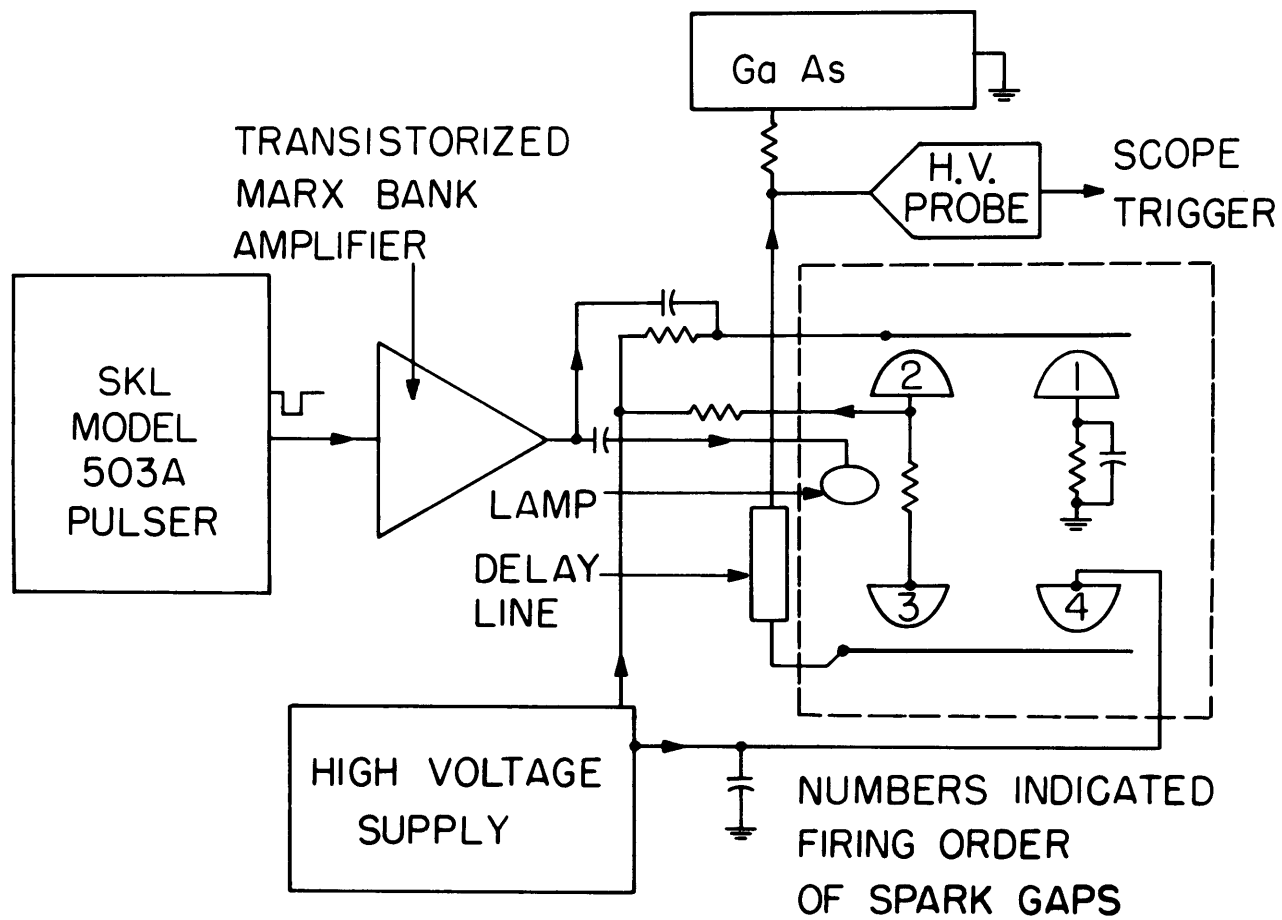 Ga As
TRANSISTORIZED
MARX BANK
AMPLIFIER
H.V.
PROBE
SCOPE
TRIGGER
SKL
MODEL
503A
PULSER
2
1
LAMP
DELAY
LINE
3
4
HIGH VOLTAGE
SUPPLY
NUMBERS INDICATED
FIRING ORDER
OF SPARK GAPS